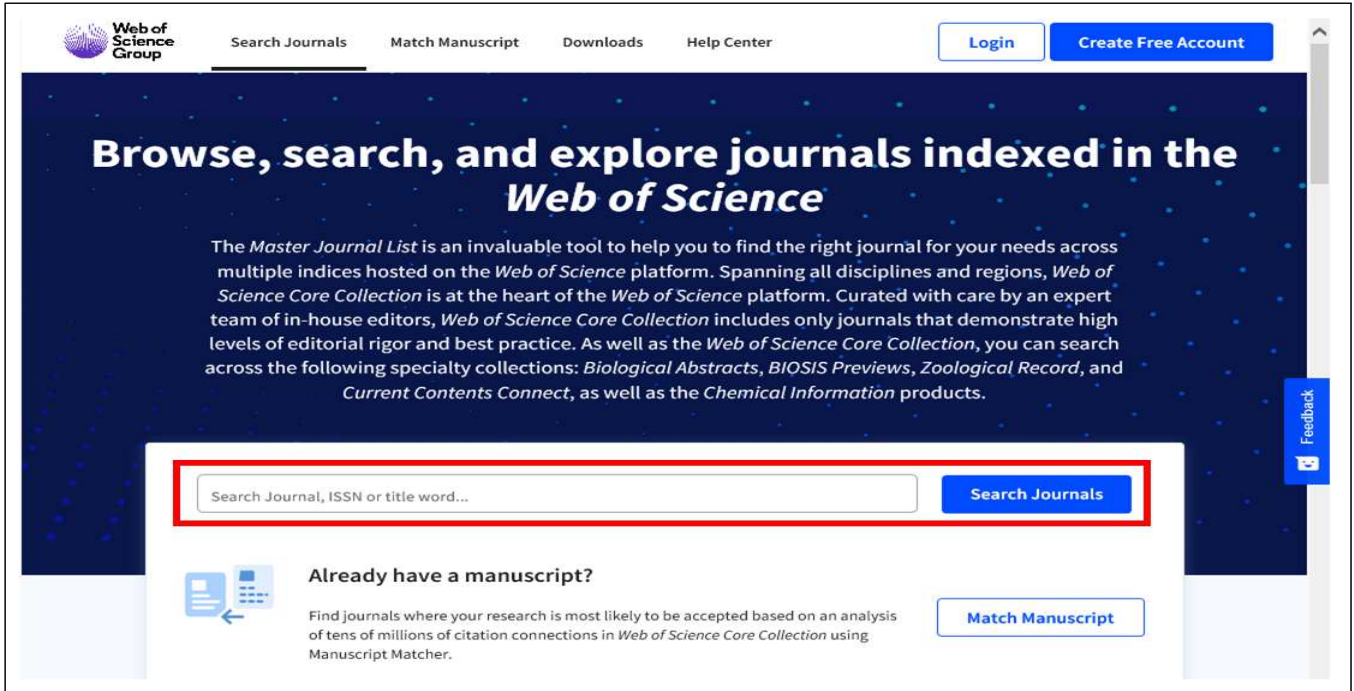 Web of
Science
Group
Search Journals
Match Manuscript
Downloads
Help Center
Login
Create Free Account
Browse, search, and explore journals indexed in the
Web of Science
The Master Journal List is an invaluable tool to help you to find the right journal for your needs across
multiple indices hosted on the Web of Science platform. Spanning all disciplines and regions, Web of
Science Core Collection is at the heart of the Web of Science platform. Curated with care by an expert
team of in-house editors, Web of Science Core Collection includes only journals that demonstrate high
levels of editorial rigor and best practice. As well as the Web of Science Core Collection, you can search
across the following specialty collections: Biological Abstracts, BIOSIS Previews, Zoological Record, and
Current Contents Connect, as well as the Chemical Information products.
Feedback
Search Journal, ISSN or title word...
Search Journals
Already have a manuscript?
Find journals where your research is most likely to be accepted based on an analysis
of tens of millions of citation connections in Web of Science Core Collection using
Manuscript Matcher.
Match Manuscript